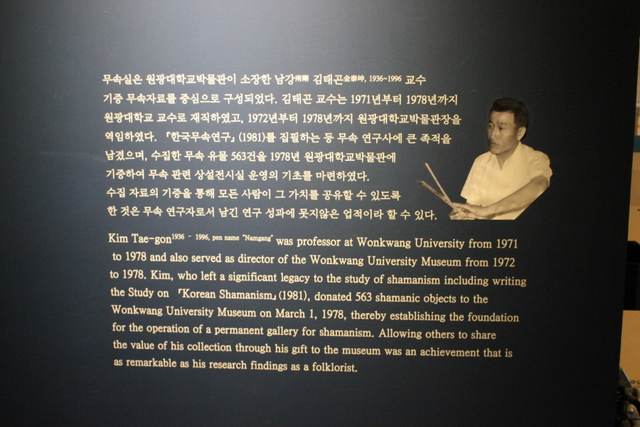 무속실은 원광대학교박물관이 소장한 남강南剛 김태곤金泰坤, 1936~1996 교수
기증 무속자료를 중심으로 구성되었다. 김태곤 교수는 1971년부터 1978년까지
원광대학교 교수로 재직하였고, 1972년부터 1978년까지 원광대학교박물관장을
역임하였다. 『한국무속연구』(1981)를 집필하는 등 무속 연구사에 큰 족적을
남겼으며, 수집한 무속 유물 563건을 1978년 원광대학교박물관에
기증하여 무속 관련 상설전시실 운영의 기초를 마련하였다.
수집 자료의 기증을 통해 모든 사람이 그 가치를 공유할 수 있도록
한 것은 무속 연구자로서 남긴 연구 성과에 못지않은 업적이라 할 수 있다.
Kim Tae-gon1936 - 1996, pen name "Namgang" was professor at Wonkwang University from 1971
to 1978 and also served as director of the Wonkwang University Museum from 1972
to 1978. Kim, who left a significant legacy to the study of shamanism including writing
the Study on 『Korean Shamanism』(1981), donated 563 shamanic objects to the
Wonkwang University Museum on March 1, 1978, thereby establishing the foundation
for the operation of a permanent gallery for shamanism. Allowing others to share
the value of his collection through his gift to the museum was an achievement that is
as remarkable as his research findings as a folklorist.